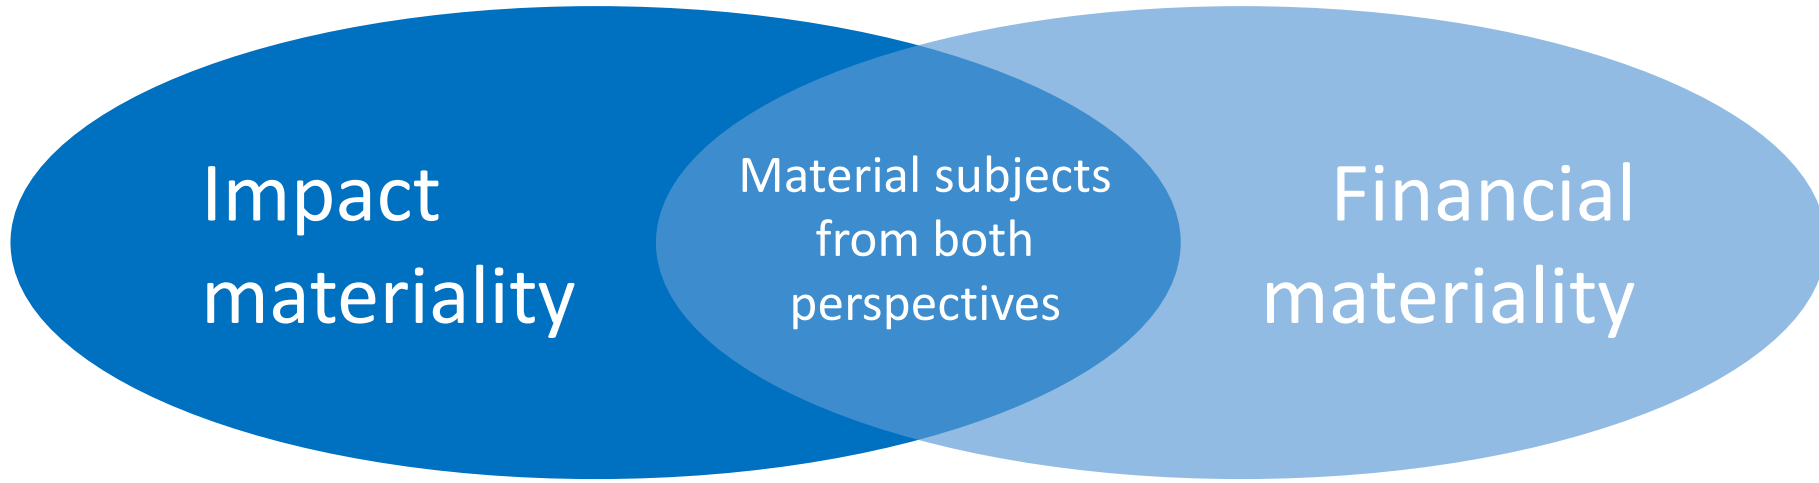 Impact
materiality
Material subjects
from both
perspectives
Financial
materiality